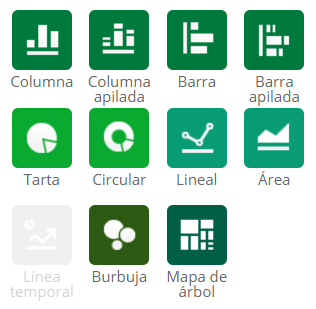 Columna
Columna
apilada
Barra
Barra
apilada
Tarta
Circular
Lineal
Área
Línea
temporal
Burbuja
Mapa de
árbol